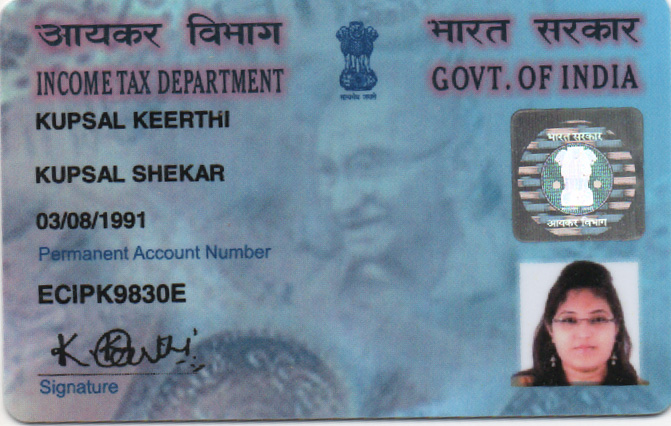 आयकर विभाग
INCOME TAX DEPARTMENT
भारत सरकार
GOVT. OF INDIA
सत्यमेव जयते
KUPSAL KEERTHI
KUPSAL SHEKAR
03/08/1991
Permanent Account Number
ECIPK9830E
K. Keerthi
Signature
भारत सरकार
आयकर विभाग